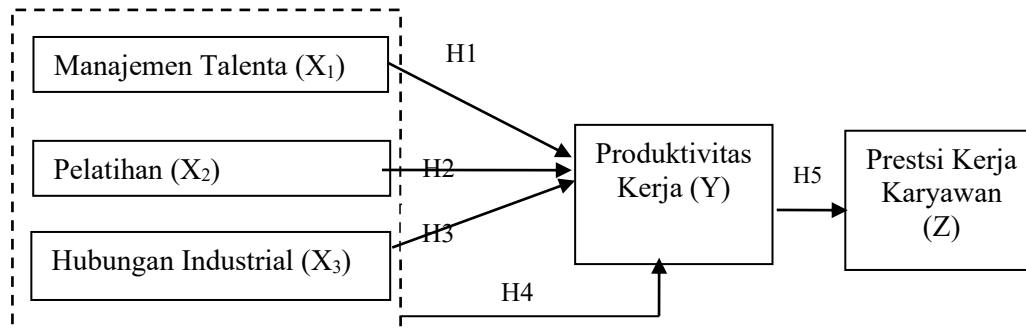 Manajemen Talenta (X₁)
H1
Pelatihan (X₂)
H2
Hubungan Industrial (X₃)
H3
H4
Produktivitas
Kerja (Y)
H5
Prestsi Kerja
Karyawan
(Z)